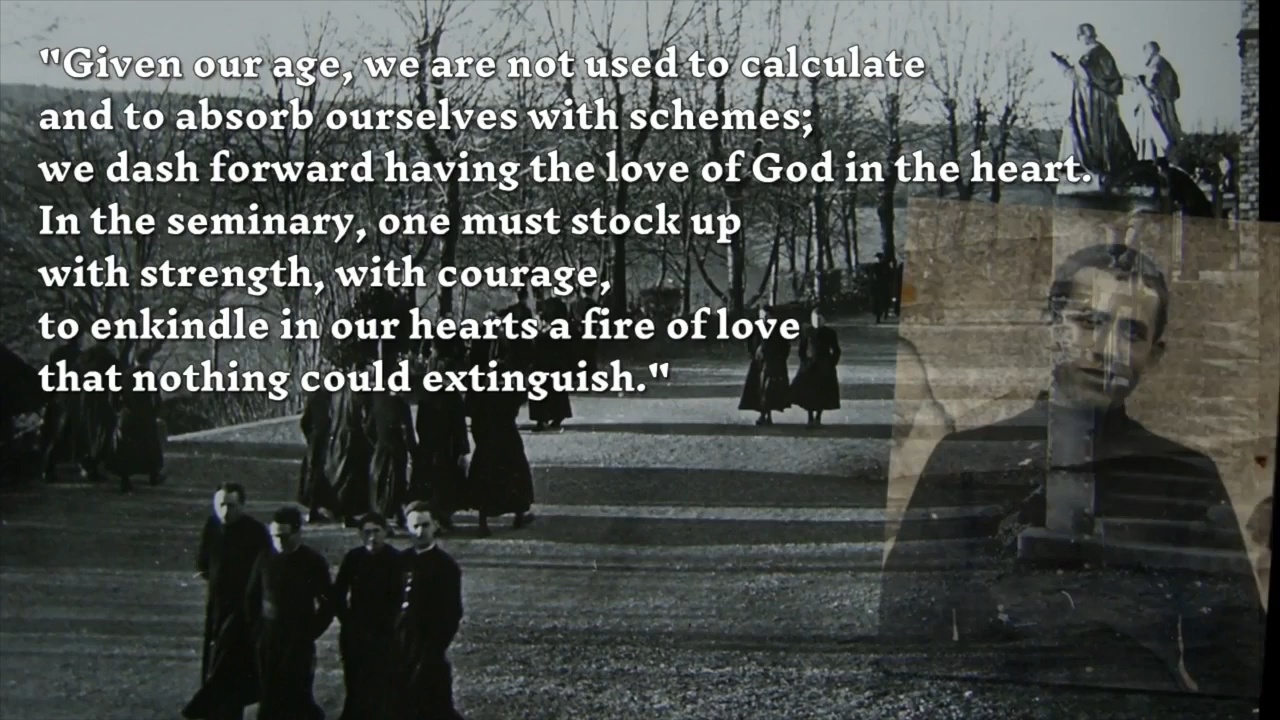 "Given our age, we are not used to calculate
and to absorb ourselves with schemes;
we dash forward having the love of God in the heart.
In the seminary, one must stock up
with strength, with courage,
to enkindle in our hearts a fire of love
that nothing could extinguish."